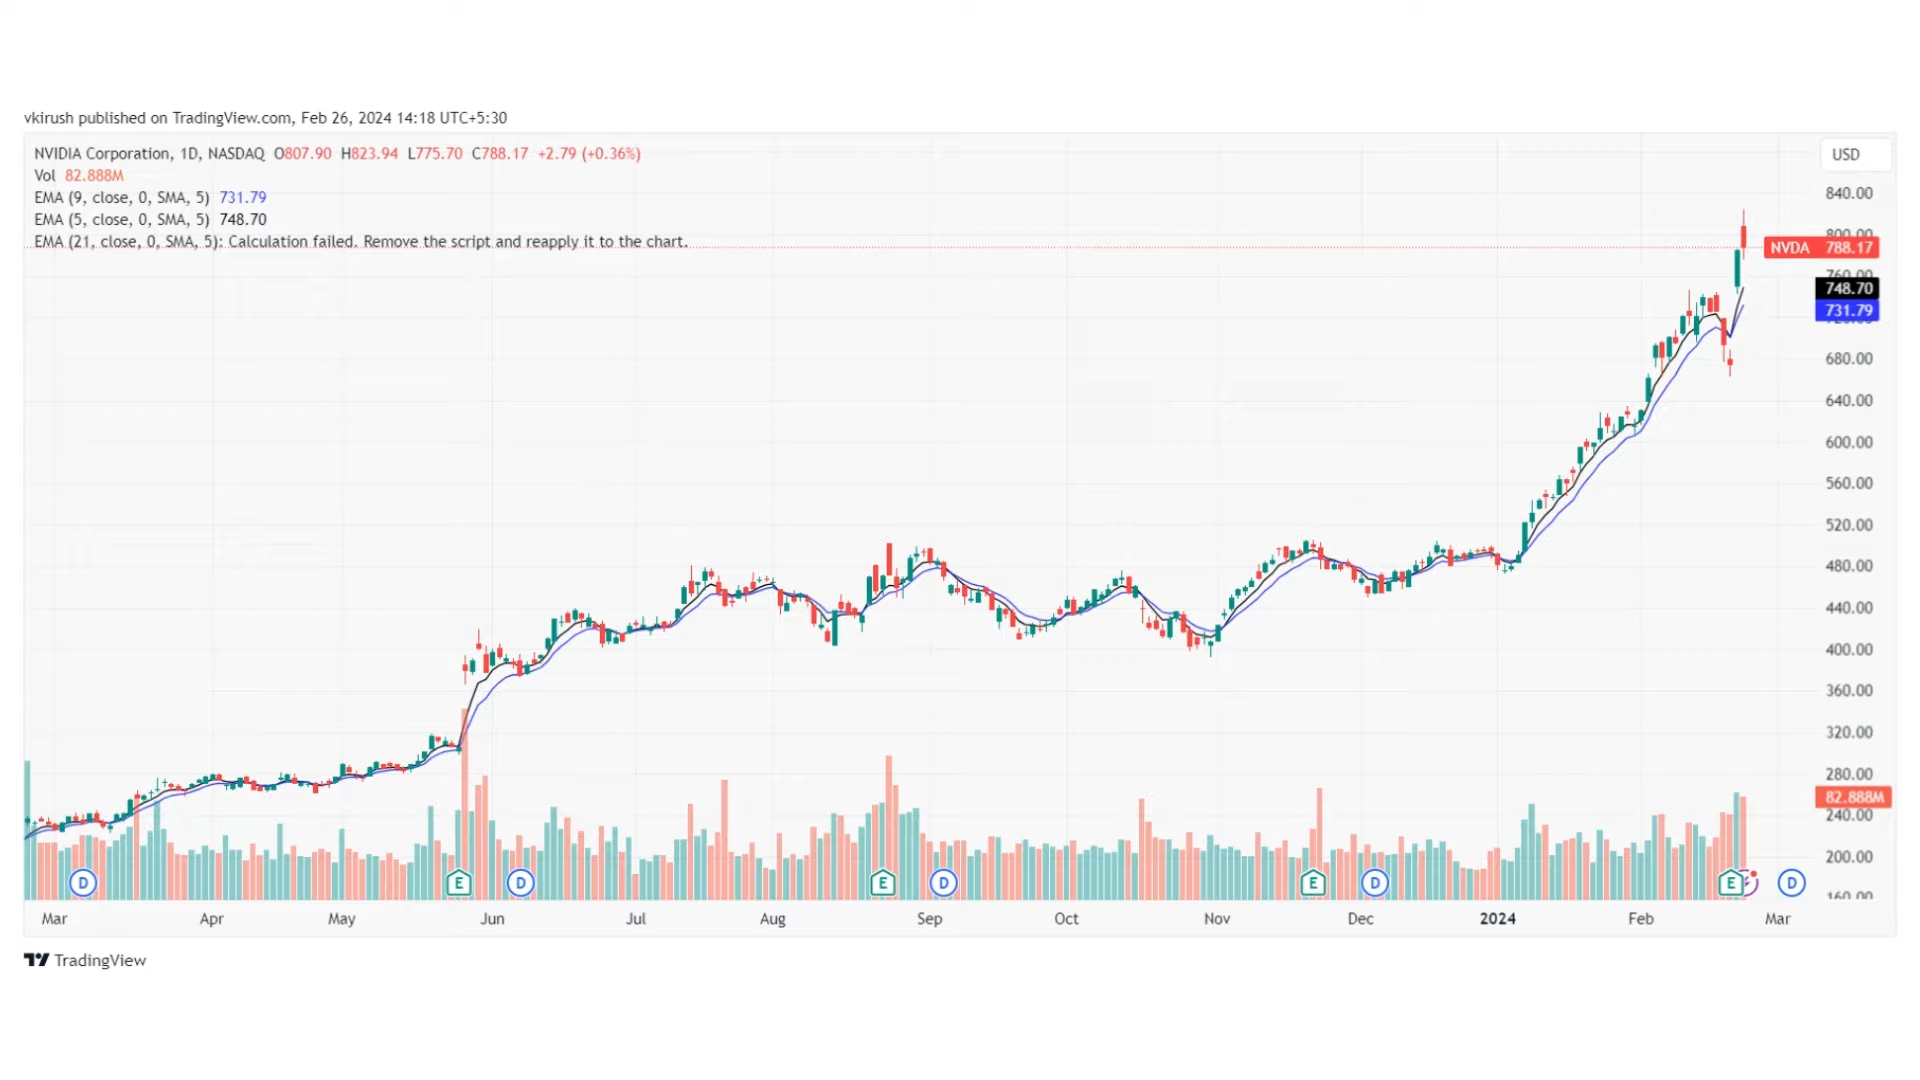 vkirush published on TradingView.com, Feb 26, 2024 14:18 UTC+5:30
NVIDIA Corporation, 1D, NASDAQ O807.90 H823.94 L775.70 C788.17 +2.79 (+0.36%)
USD
Vol 82.888M
EMA (9, close, 0, SMA, 5) 731.79
EMA (5, close, 0, SMA, 5) 748.70
EMA (21, close, 0, SMA, 5): Calculation failed. Remove the script and reapply it to the chart.
840.00
800.00
NVDA 788.17
760.00
748.70
731.79
680.00
640.00
600.00
560.00
520.00
480.00
440.00
400.00
360.00
320.00
280.00
82.888M
240.00
200.00
160.00
D E D E D E D E D
Mar Apr May Jun Jul Aug Sep Oct Nov Dec 2024 Feb Mar
TradingView